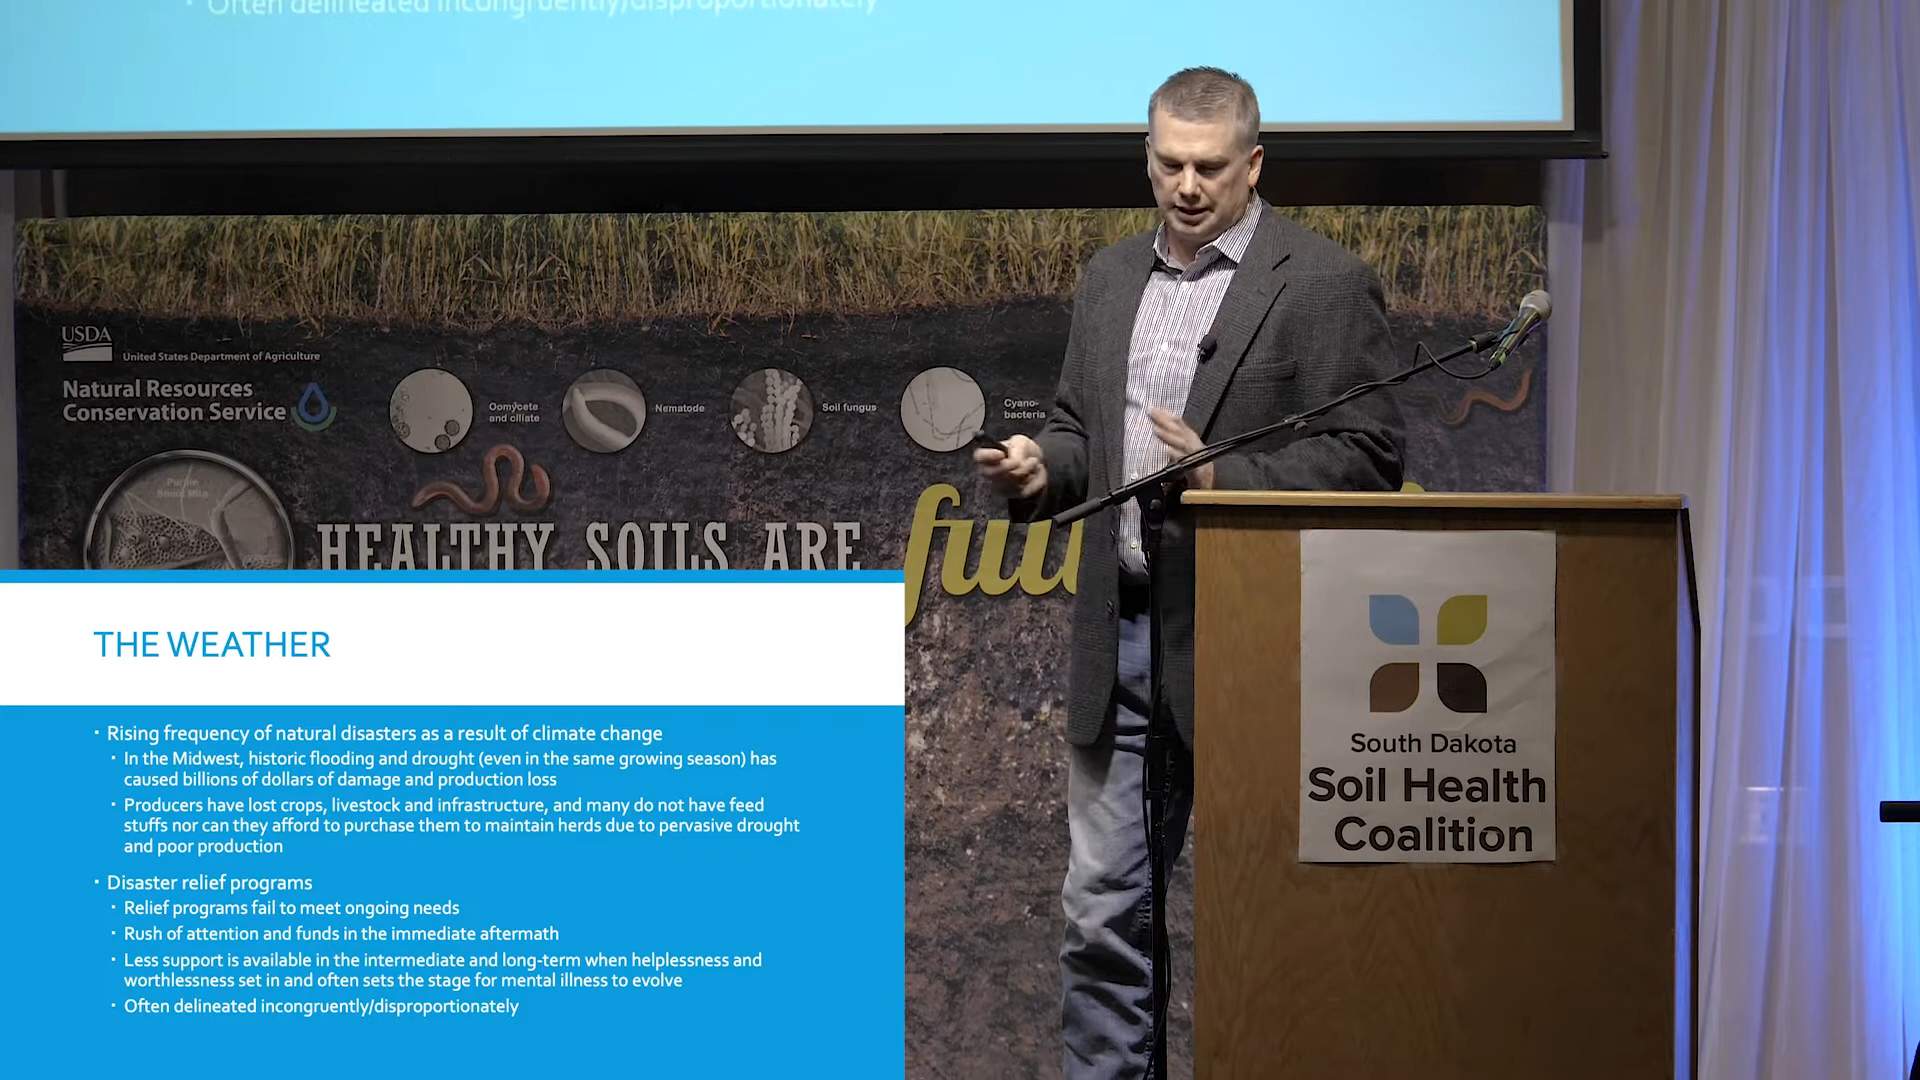 Often delineated incongruently/disproportionately
USDA
United States Department of Agriculture
Natural Resources
Conservation Service
Oomycete
and ciliate
Nematode
Soil fungus
Cyano-
bacteria
Purple
Snout Mite
HEALTHY SOILS ARE
THE WEATHER
• Rising frequency of natural disasters as a result of climate change
• In the Midwest, historic flooding and drought (even in the same growing season) has
caused billions of dollars of damage and production loss
• Producers have lost crops, livestock and infrastructure, and many do not have feed
stuffs nor can they afford to purchase them to maintain herds due to pervasive drought
and poor production
• Disaster relief programs
• Relief programs fail to meet ongoing needs
• Rush of attention and funds in the immediate aftermath
• Less support is available in the intermediate and long-term when helplessness and
worthlessness set in and often sets the stage for mental illness to evolve
• Often delineated incongruently/disproportionately
South Dakota
Soil Health
Coalition